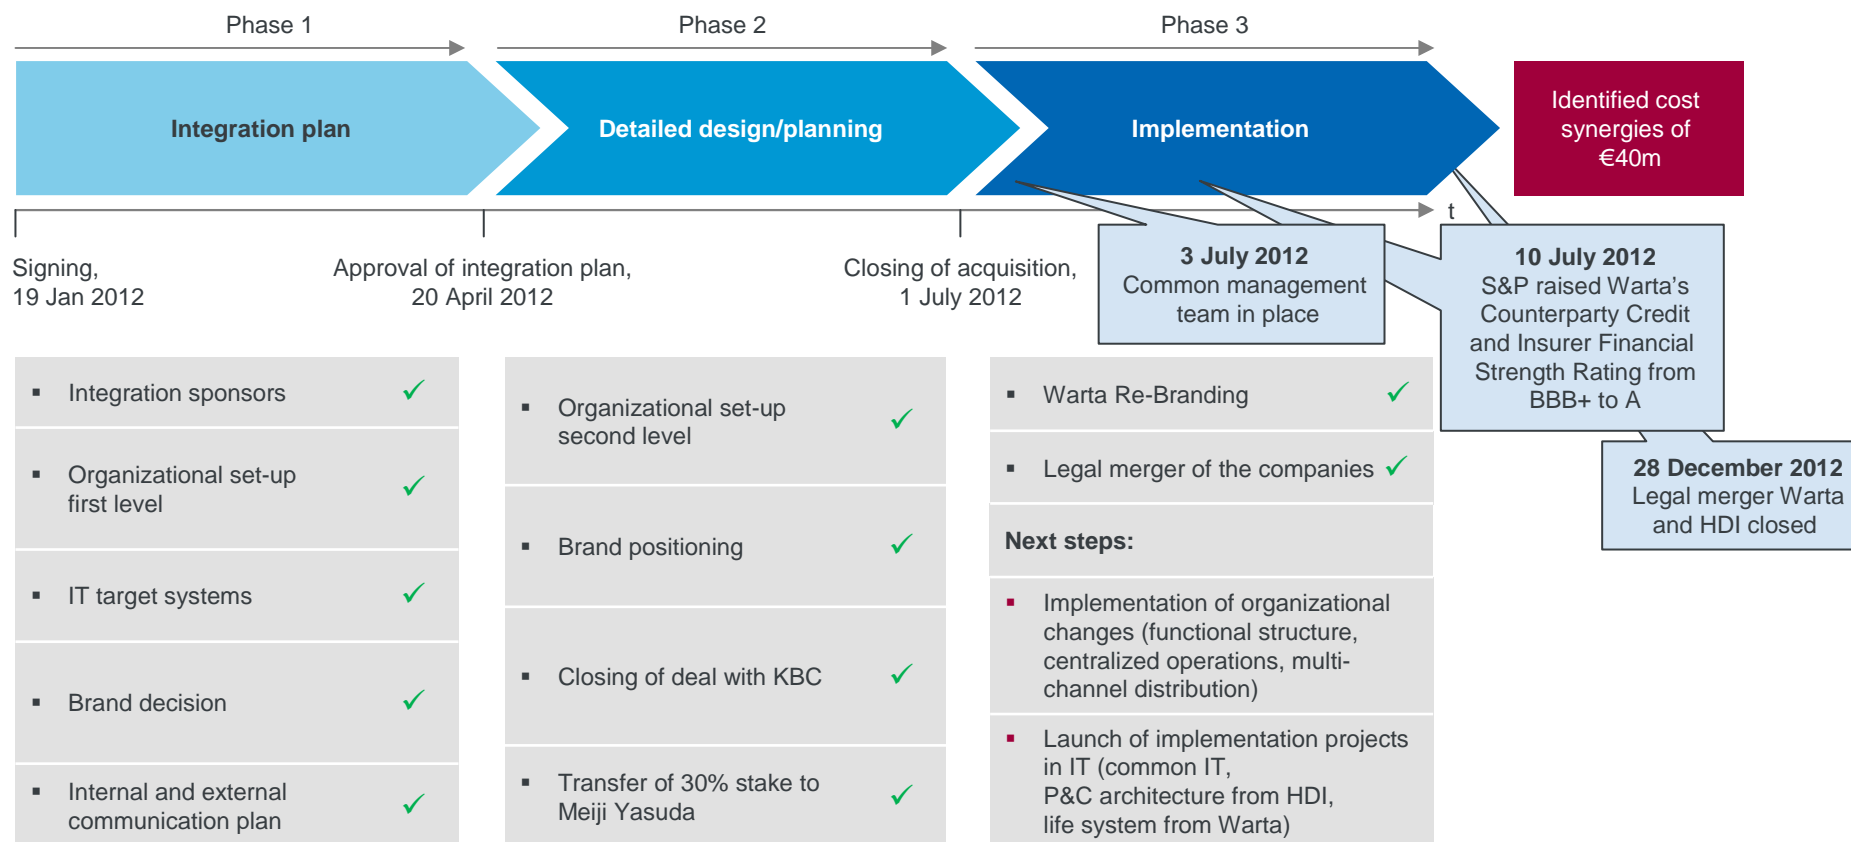 Phase 1
Phase 2
Phase 3
Integration plan
Detailed design/planning
Implementation
Identified cost
synergies of
€40m
t
Signing,
19 Jan 2012
Approval of integration plan,
20 April 2012
Closing of acquisition,
1 July 2012
3 July 2012
Common management
team in place
10 July 2012
S&P raised Warta’s
Counterparty Credit
and Insurer Financial
Strength Rating from
BBB+ to A
28 December 2012
Legal merger Warta
and HDI closed
▪ Integration sponsors ✓
▪ Organizational set-up
first level ✓
▪ IT target systems ✓
▪ Brand decision ✓
▪ Internal and external
communication plan ✓
▪ Organizational set-up
second level ✓
▪ Brand positioning ✓
▪ Closing of deal with KBC ✓
▪ Transfer of 30% stake to
Meiji Yasuda ✓
▪ Warta Re-Branding ✓
▪ Legal merger of the companies ✓
Next steps:
▪ Implementation of organizational
changes (functional structure,
centralized operations, multi-
channel distribution)
▪ Launch of implementation projects
in IT (common IT,
P&C architecture from HDI,
life system from Warta)